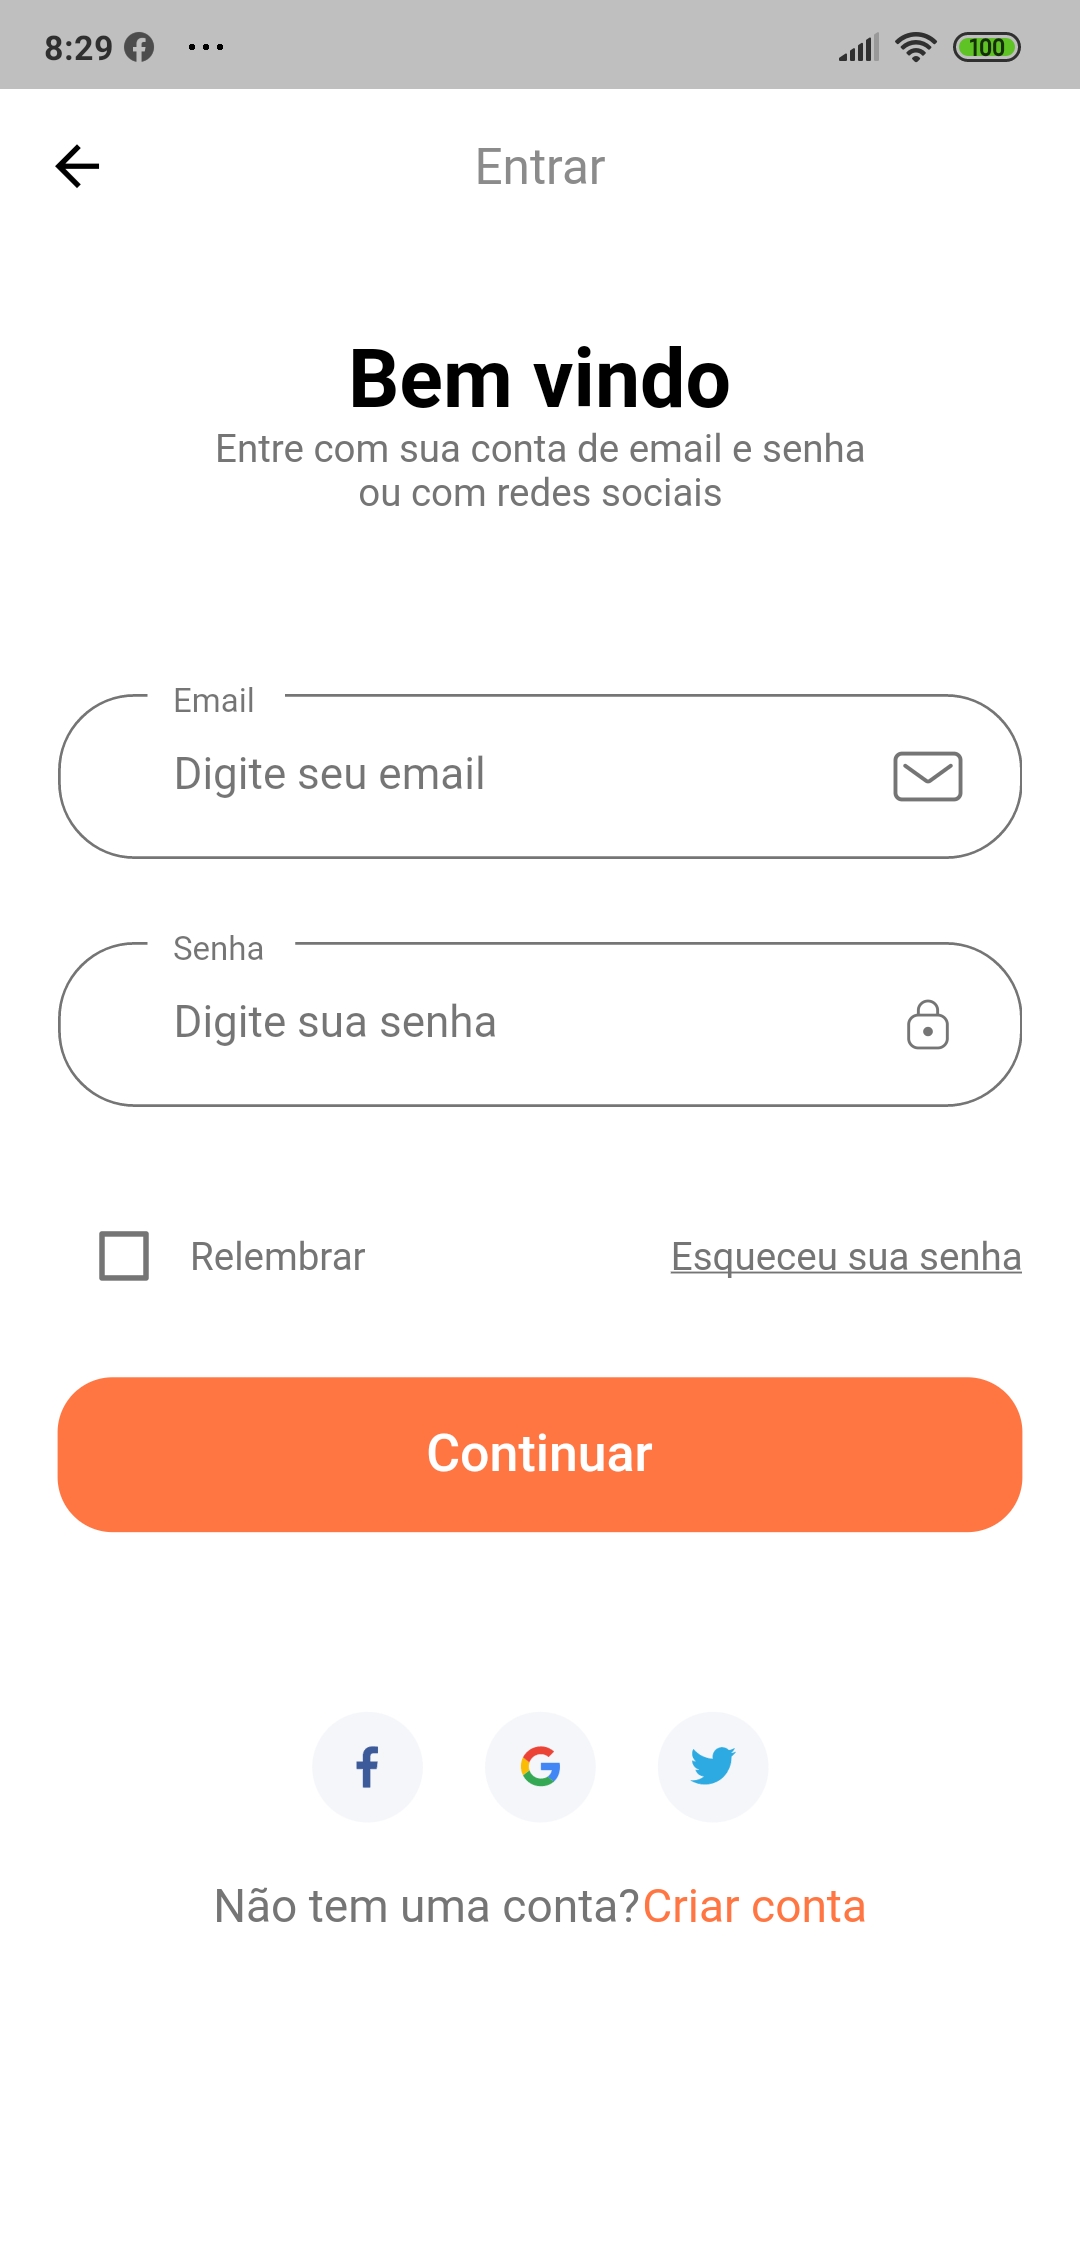 8:29
100
Entrar
Bem vindo
Entre com sua conta de email e senha
ou com redes sociais
Email
Digite seu email
Senha
Digite sua senha
Relembrar
Esqueceu sua senha
Continuar
Não tem uma conta?Criar conta